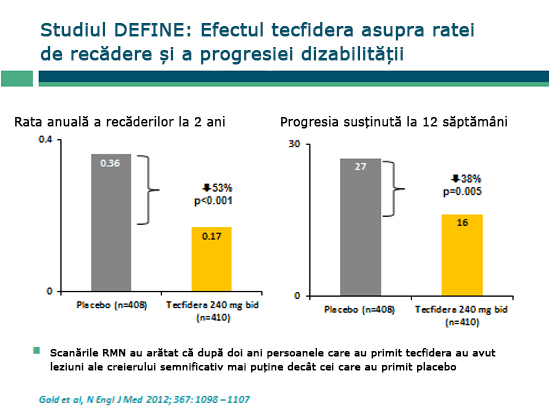 Studiul DEFINE: Efectul tecfidera asupra ratei
de recădere și a progresiei dizabilității
Rata anuală a recăderilor la 2 ani
0.4
0.36
53%
p<0.001
0.17
0
Placebo (n=408)
Tecfidera 240 mg bid
(n=410)
Progresia susținută la 12 săptămâni
30
27
38%
p=0.005
16
0
Placebo (n=408)
Tecfidera 240 mg bid
(n=410)
Scanările RMN au arătat că după doi ani persoanele care au primit tecfidera au avut
leziuni ale creierului semnificativ mai puține decât cei care au primit placebo
Gold et al, N Engl J Med 2012; 367: 1098 –1107